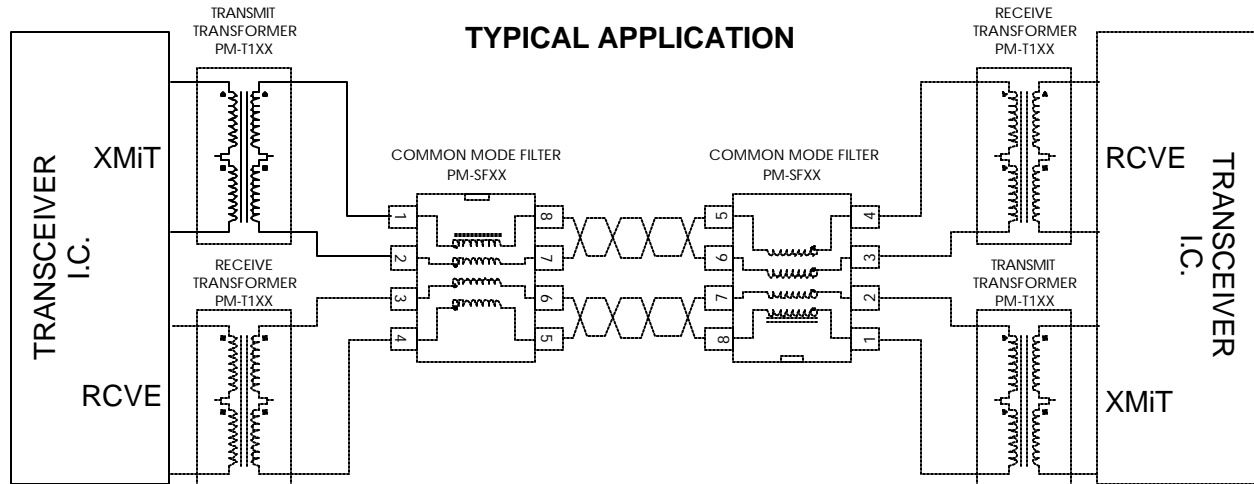 TYPICAL APPLICATION
TRANSMIT
TRANSFORMER
PM-T1XX
RECEIVE
TRANSFORMER
PM-T1XX
TRANSCEIVER
I.C.
XMiT
RCVE
RECEIVE
TRANSFORMER
PM-T1XX
COMMON MODE FILTER
PM-SFXX
1
2
3
4
8
7
6
5
COMMON MODE FILTER
PM-SFXX
5
6
7
8
4
3
2
1
TRANSMIT
TRANSFORMER
PM-T1XX
RCVE
XMiT
TRANSCEIVER
I.C.